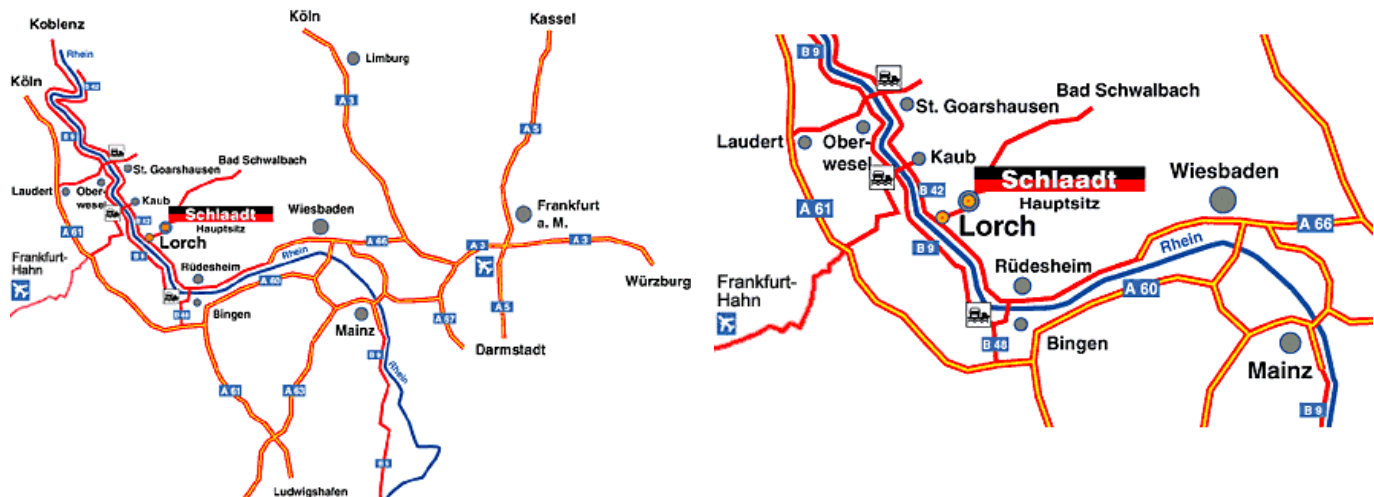 Köln
Kassel
Koblenz
Rhein
Limburg
Köln
B 42
A 3
A 5
B 9
Bad Schwalbach
St. Goarshausen
Laudert
Ober-
wesel
Kaub
Schlaadt
Hauptsitz
B 42
Wiesbaden
Frankfurt
a. M.
A 61
Lorch
A 66
A 3
A 3
B 9
Rhein
Frankfurt-
Hahn
Rüdesheim
A 60
Würzburg
Bingen
B 48
Mainz
A 5
A 67
Darmstadt
B 9
Rhein
A 61
A 63
B 9
Ludwigshafen
B 9
St. Goarshausen
Bad Schwalbach
Laudert
Ober-
wesel
Kaub
Schlaadt
Hauptsitz
Wiesbaden
B 42
A 61
Lorch
A 66
B 9
Rhein
Frankfurt-
Hahn
Rüdesheim
A 60
Bingen
B 48
Mainz
B 9